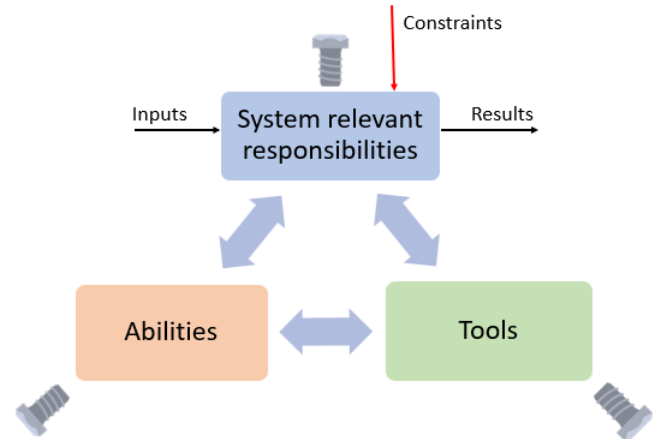 Constraints
Inputs
System relevant
responsibilities
Results
Abilities
Tools